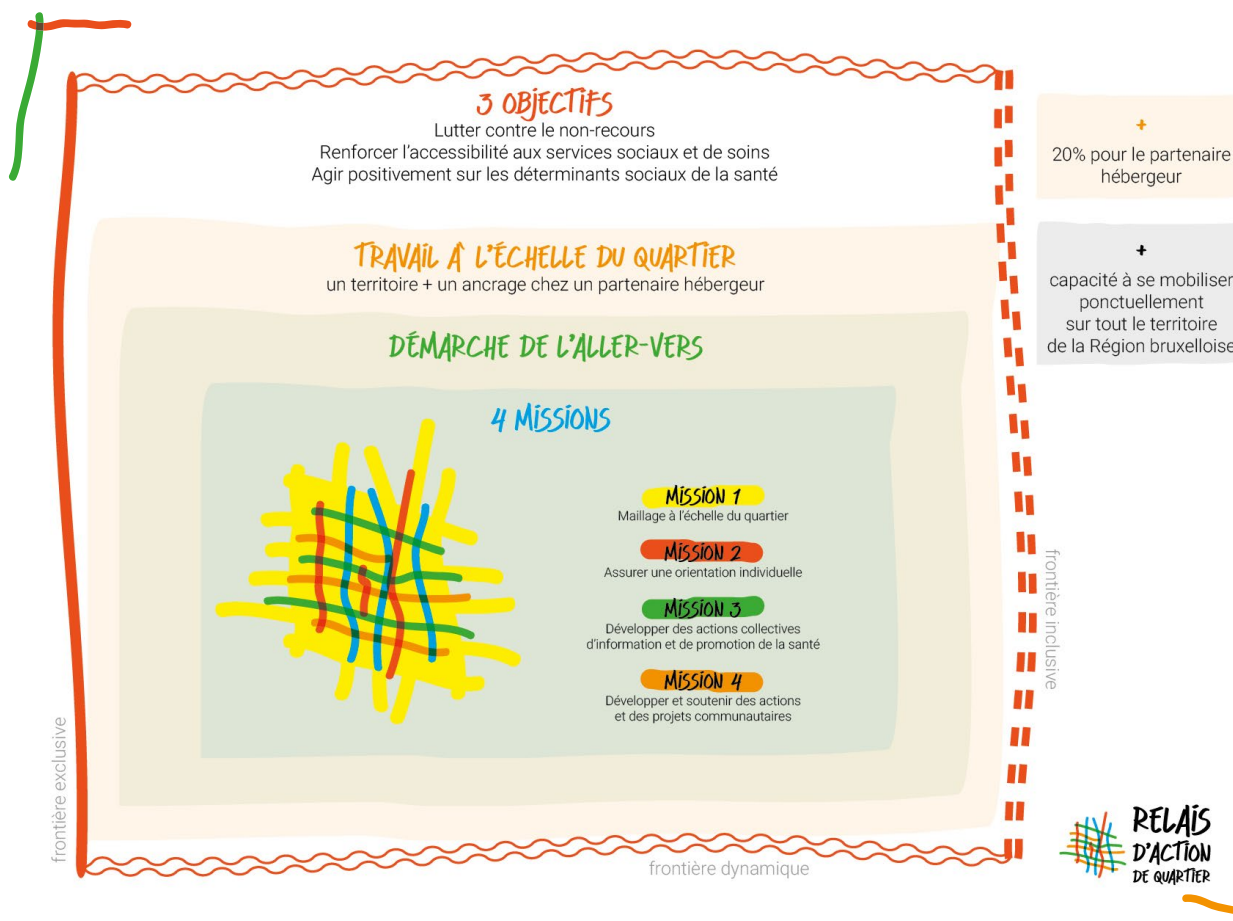 3 OBJECTIFS
Lutter contre le non-recours
Renforcer l'accessibilité aux services sociaux et de soins
Agir positivement sur les déterminants sociaux de la santé
TRAVAIL À L'ÉCHELLE DU QUARTIER
un territoire + un ancrage chez un partenaire hébergeur
DÉMARCHE DE L'ALLER-VERS
4 MISSIONS
MISSION 1
Maillage à l'échelle du quartier
MISSION 2
Assurer une orientation individuelle
MISSION 3
Développer des actions collectives
d'information et de promotion de la santé
MISSION 4
Développer et soutenir des actions
et des projets communautaires
frontière exclusive
frontière dynamique
frontière inclusive
+
20% pour le partenaire
hébergeur
+
capacité à se mobiliser
ponctuellement
sur tout le territoire
de la Région bruxelloise
RELAIS
D'ACTION
DE QUARTIER